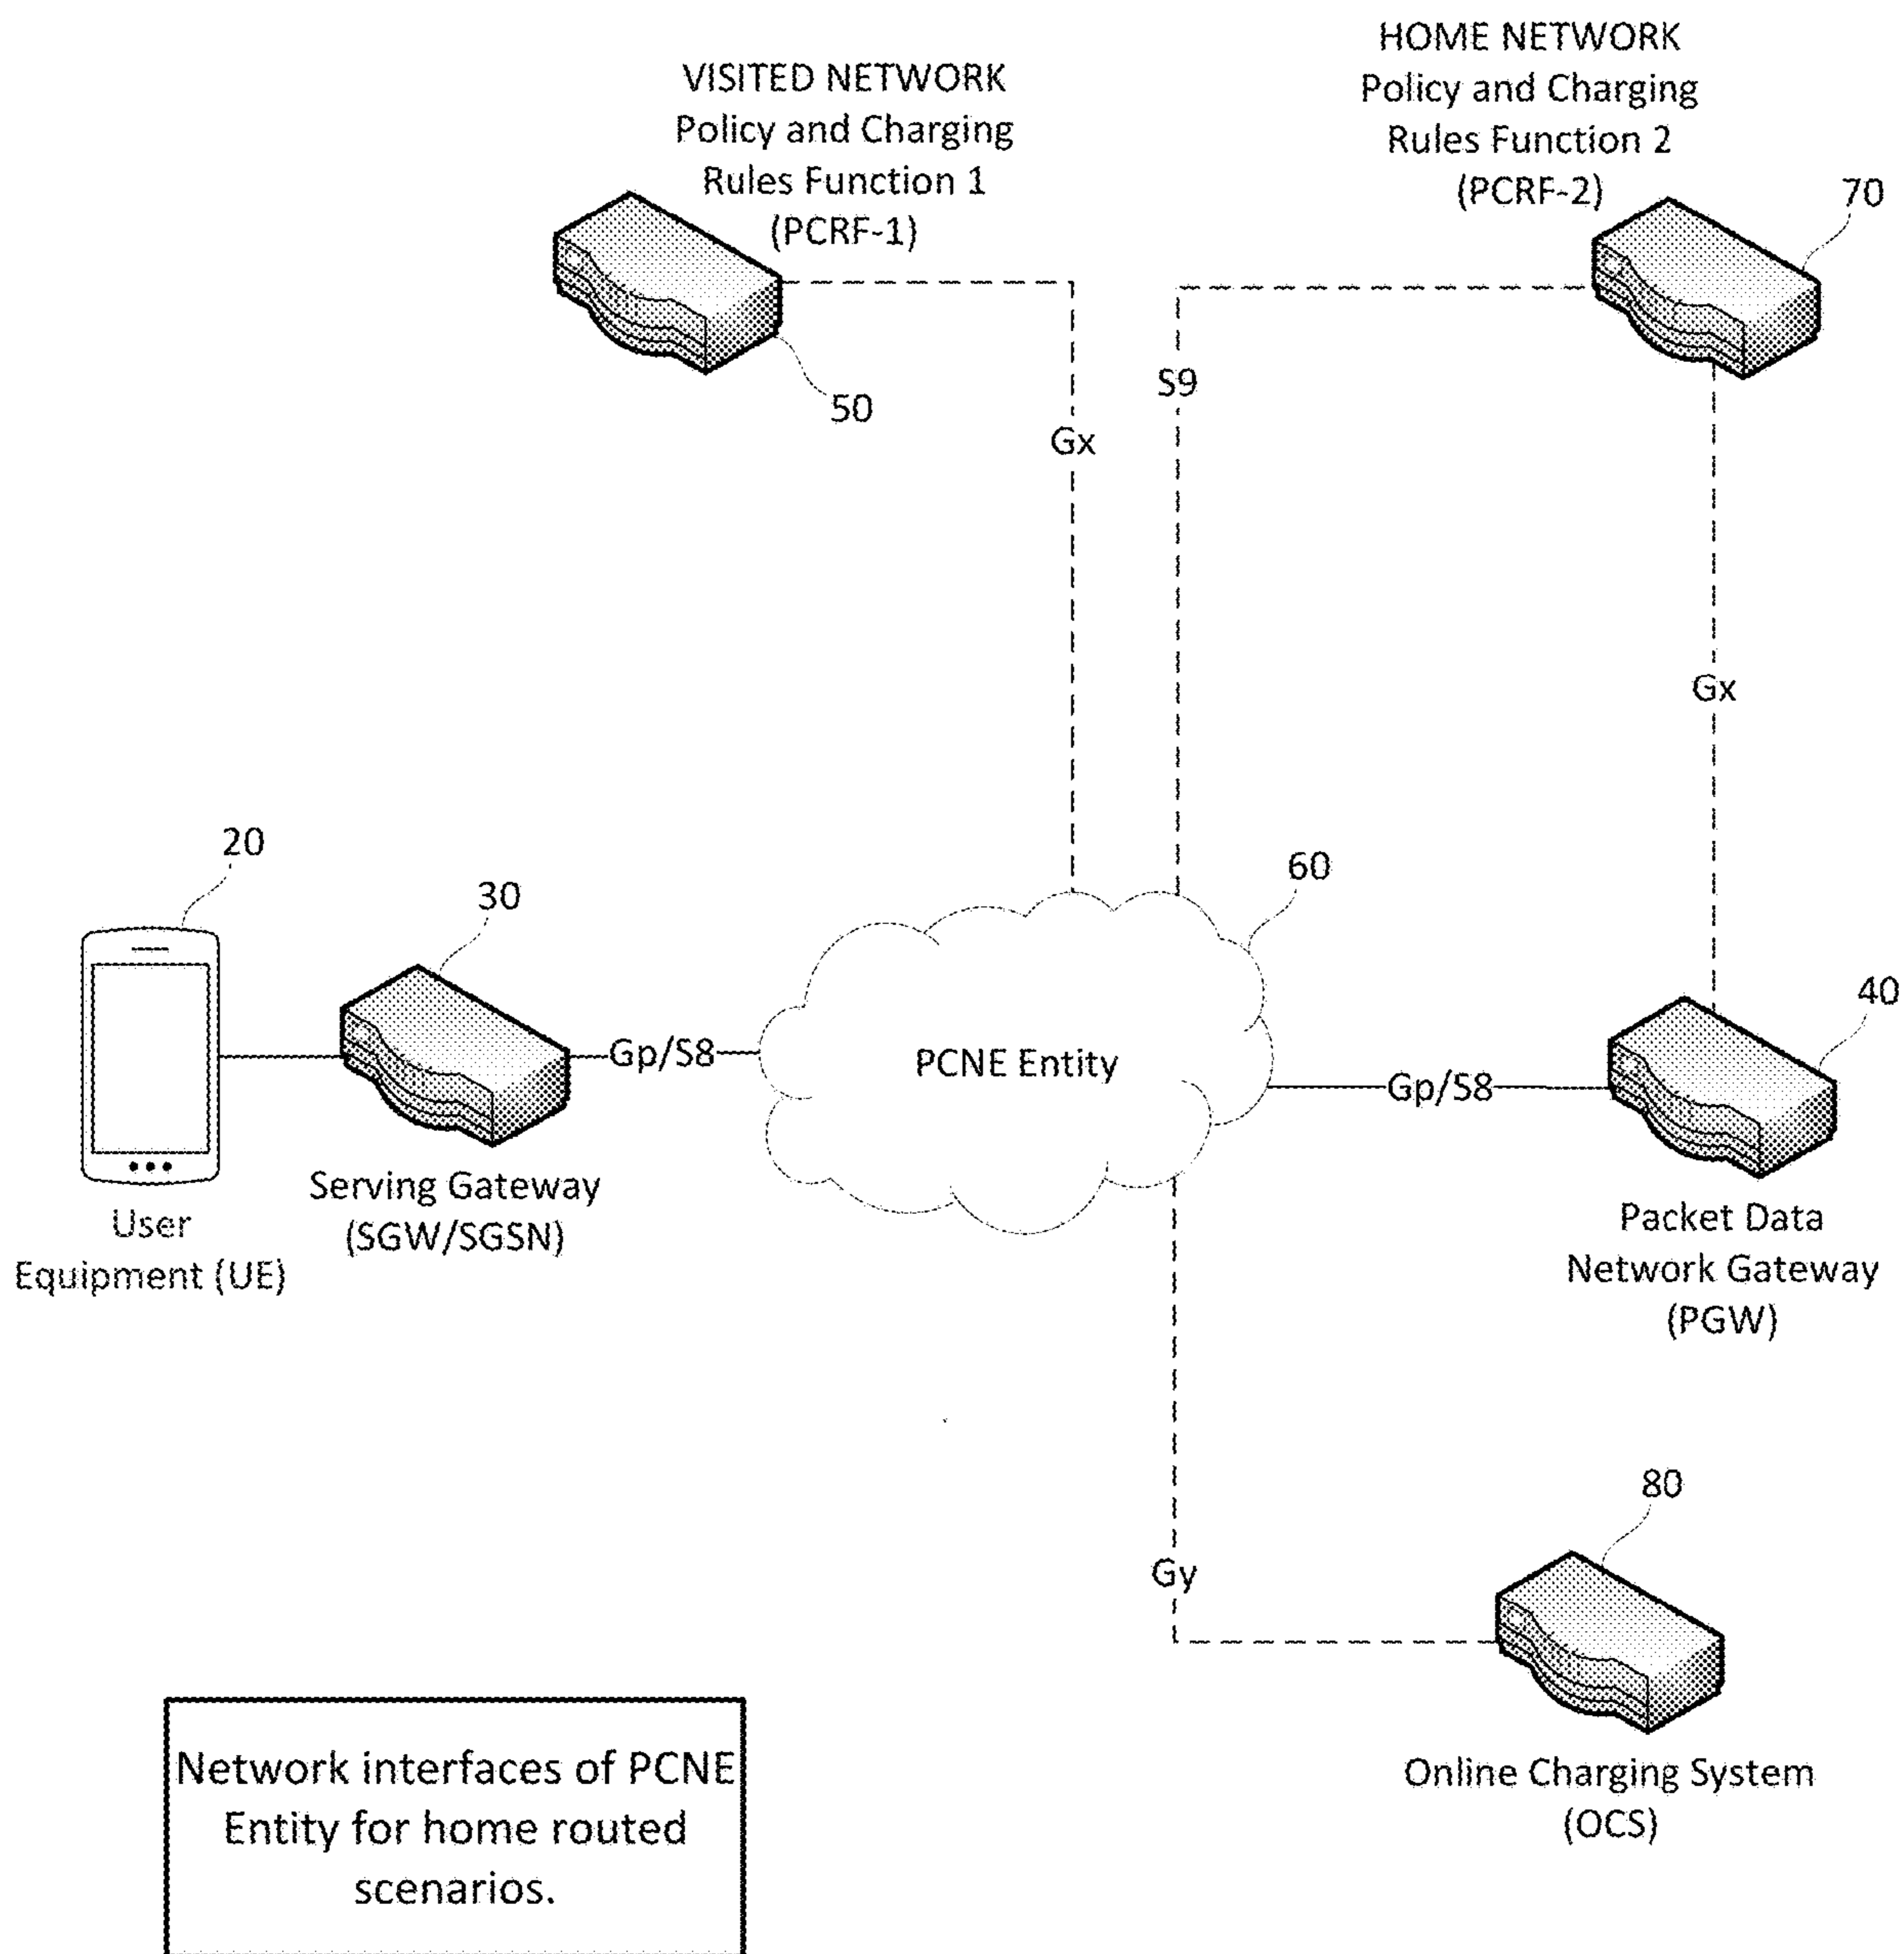 HOME NETWORK
Policy and Charging
Rules Function 2
(PCRF-2)
VISITED NETWORK
Policy and Charging
Rules Function 1
(PCRF-1)
70
50
S9
Gx
Gx
20
30
60
40
Gp/S8
PCNE Entity
Gp/S8
User
Equipment (UE)
Serving Gateway
(SGW/SGSN)
Packet Data
Network Gateway
(PGW)
80
Gy
Online Charging System
(OCS)
Network interfaces of PCNE
Entity for home routed
scenarios.